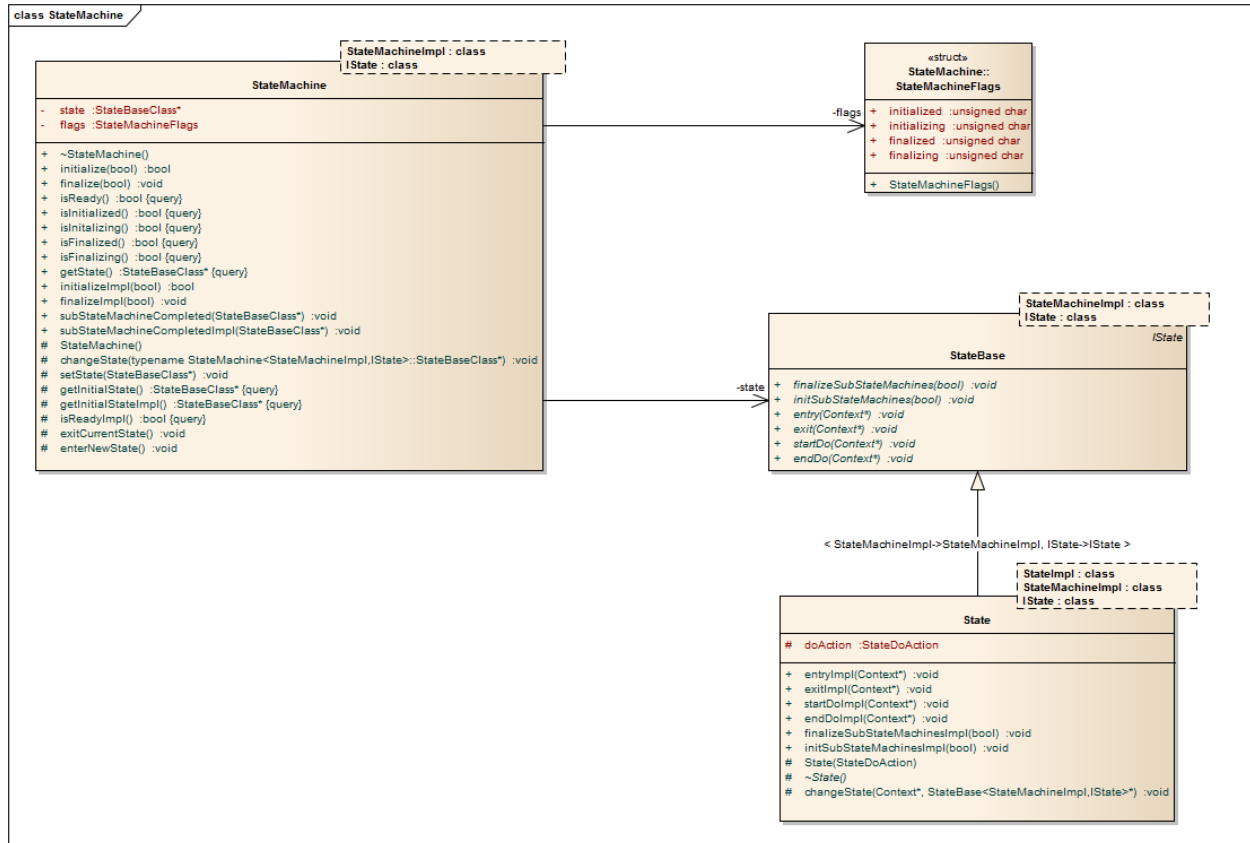 class StateMachine
StateMachineImpl : class
IState : class
StateMachine
- state :StateBaseClass*
- flags :StateMachineFlags
+ ~StateMachine()
+ initialize(bool) :bool
+ finalize(bool) :void
+ isReady() :bool {query}
+ isInitialized() :bool {query}
+ isInitalizing() :bool {query}
+ isFinalized() :bool {query}
+ isFinalizing() :bool {query}
+ getState() :StateBaseClass* {query}
+ initializeImpl(bool) :bool
+ finalizeImpl(bool) :void
+ subStateMachineCompleted(StateBaseClass*) :void
+ subStateMachineCompletedImpl(StateBaseClass*) :void
# StateMachine()
# changeState(typename StateMachine<StateMachineImpl,IState>::StateBaseClass*) :void
# setState(StateBaseClass*) :void
# getInitialState() :StateBaseClass* {query}
# getInitialStateImpl() :StateBaseClass* {query}
# isReadyImpl() :bool {query}
# exitCurrentState() :void
# enterNewState() :void
-flags
«struct»
StateMachine::
StateMachineFlags
+ initialized :unsigned char
+ initializing :unsigned char
+ finalized :unsigned char
+ finalizing :unsigned char
+ StateMachineFlags()
-state
StateMachineImpl : class
IState : class
IState
StateBase
+ finalizeSubStateMachines(bool) :void
+ initSubStateMachines(bool) :void
+ entry(Context*) :void
+ exit(Context*) :void
+ startDo(Context*) :void
+ endDo(Context*) :void
< StateMachineImpl->StateMachineImpl, IState->IState >
StateImpl : class
StateMachineImpl : class
IState : class
State
# doAction :StateDoAction
+ entryImpl(Context*) :void
+ exitImpl(Context*) :void
+ startDoImpl(Context*) :void
+ endDoImpl(Context*) :void
+ finalizeSubStateMachinesImpl(bool) :void
+ initSubStateMachinesImpl(bool) :void
# State(StateDoAction)
# ~State()
# changeState(Context*, StateBase<StateMachineImpl,IState>*) :void